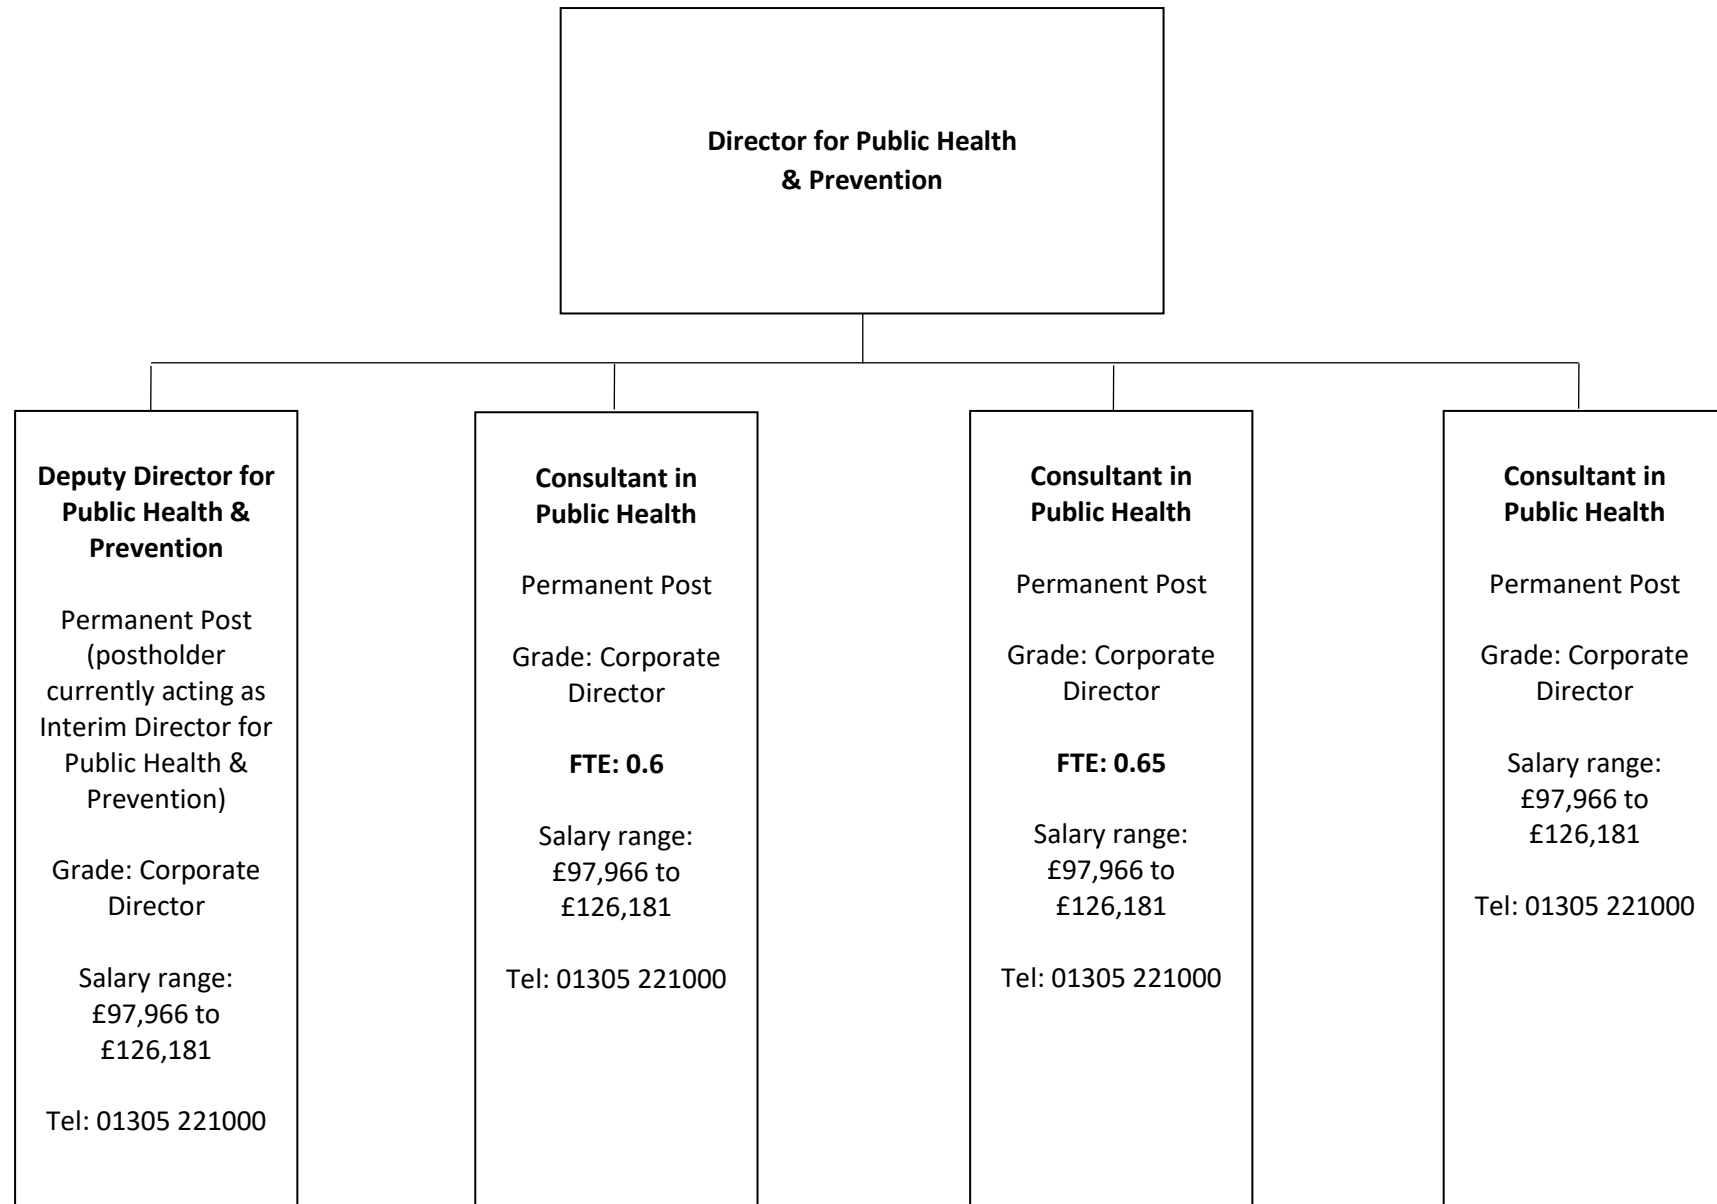 Director for Public Health
& Prevention
Deputy Director for
Public Health &
Prevention
Permanent Post
(postholder
currently acting as
Interim Director for
Public Health &
Prevention)
Grade: Corporate
Director
Salary range:
£97,966 to
£126,181
Tel: 01305 221000
Consultant in
Public Health
Permanent Post
Grade: Corporate
Director
FTE: 0.6
Salary range:
£97,966 to
£126,181
Tel: 01305 221000
Consultant in
Public Health
Permanent Post
Grade: Corporate
Director
FTE: 0.65
Salary range:
£97,966 to
£126,181
Tel: 01305 221000
Consultant in
Public Health
Permanent Post
Grade: Corporate
Director
Salary range:
£97,966 to
£126,181
Tel: 01305 221000